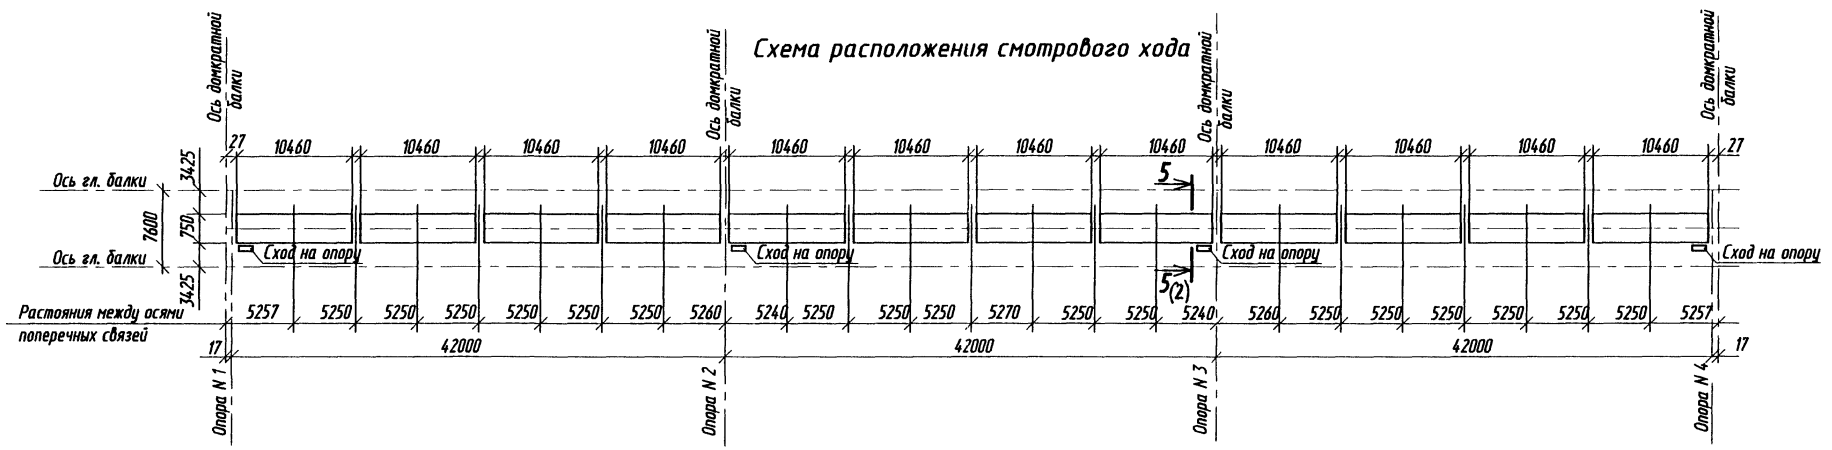 Схема расположения смотрового хода
Ось домкратной
балки
Ось домкратной
балки
Ось домкратной
балки
Ось домкратной
балки
27 10460 10460 10460 10460 10460 10460 10460 10460 10460 10460 10460 10460 27
Ось гл. балки
3425
5
7600
750
Ось гл. балки
Сход на опору
Сход на опору
Сход на опору
Сход на опору
3425
5(2)
Растояния между осями
поперечных связей
5257 5250 5250 5250 5250 5250 5250 5260 5240 5250 5250 5250 5270 5250 5250 5240 5260 5250 5250 5250 5250 5250 5250 5257
17 42000 42000 42000 17
Опора N 1
Опора N 2
Опора N 3
Опора N 4